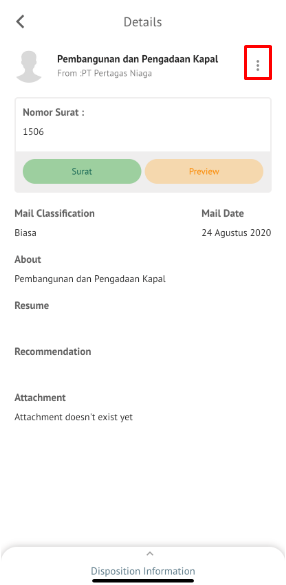 Details
Pembangunan dan Pengadaan Kapal
From :PT Pertagas Niaga
Nomor Surat :
1506
Surat
Preview
Mail Classification
Mail Date
Biasa
24 Agustus 2020
About
Pembangunan dan Pengadaan Kapal
Resume
Recommendation
Attachment
Attachment doesn't exist yet
Disposition Information